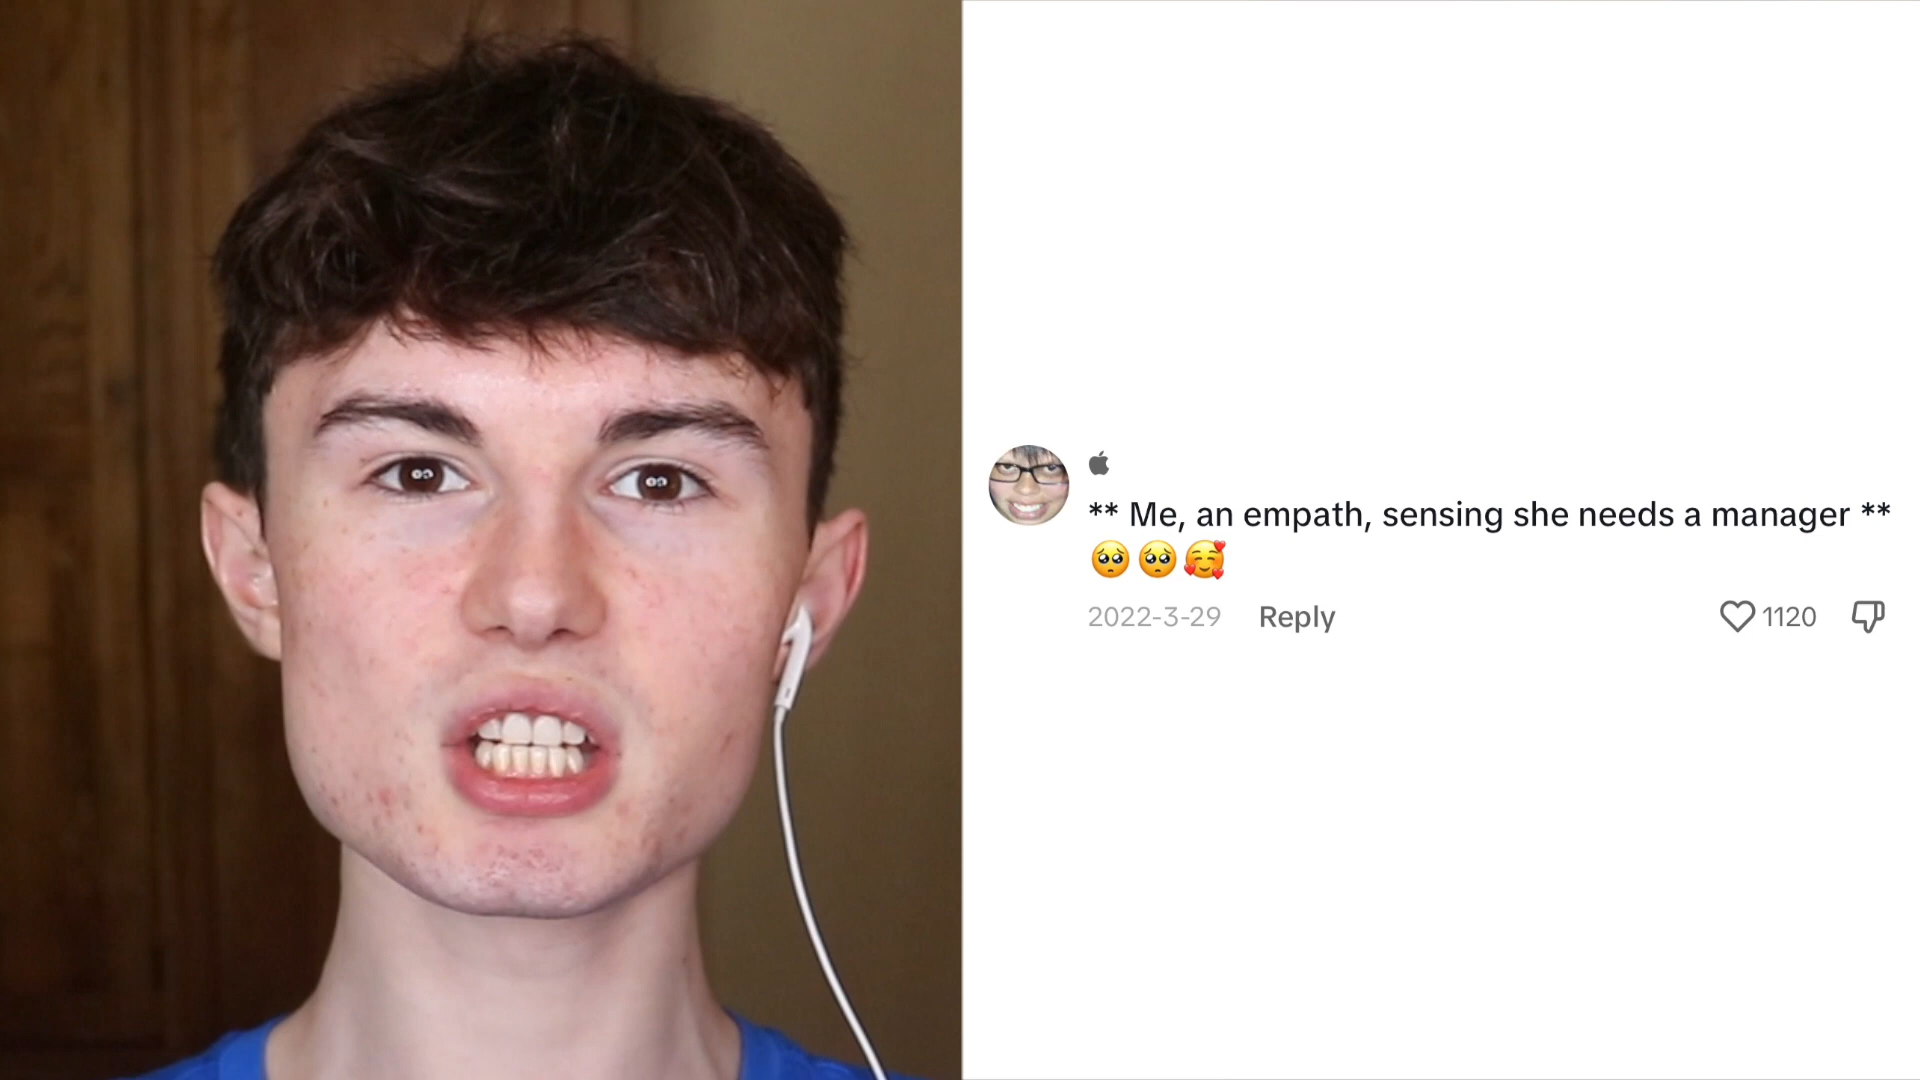 ** Me, an empath, sensing she needs a manager **
🥺🥺🥰
2022-3-29 Reply 1120